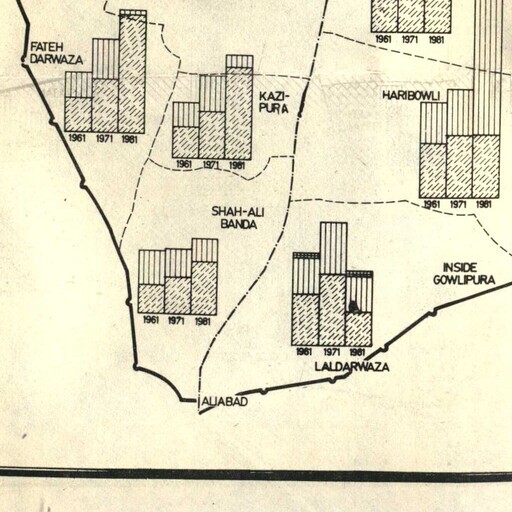 1961 1971 1981
FATEH
DARWAZA
1961 1971 1981
KAZI-
PURA
1961 1971 1981
HARIBOWLI
1961 1971 1981
SHAH-ALI
BANDA
1961 1971 1981
INSIDE
GOWLIPURA
1961 1971 1981
LALDARWAZA
ALIABAD